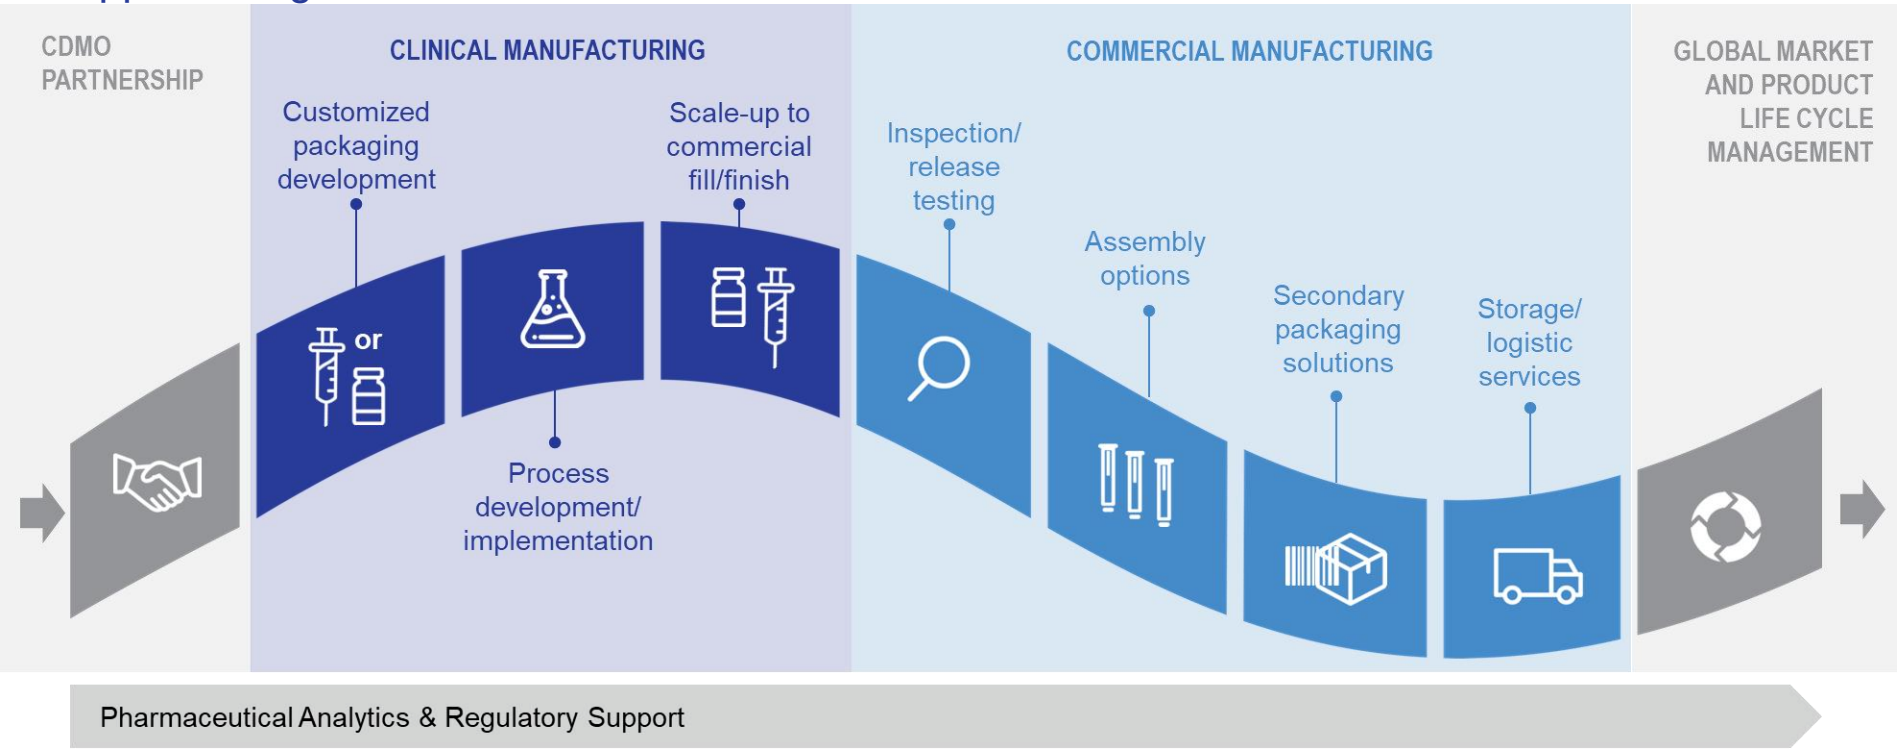 CDMO
PARTNERSHIP
CLINICAL MANUFACTURING
COMMERCIAL MANUFACTURING
GLOBAL MARKET
AND PRODUCT
LIFE CYCLE
MANAGEMENT
Customized
packaging
development
Scale-up to
commercial
fill/finish
Inspection/
release
testing
Assembly
options
Secondary
packaging
solutions
Storage/
logistic
services
or
Process
development/
implementation
Pharmaceutical Analytics & Regulatory Support